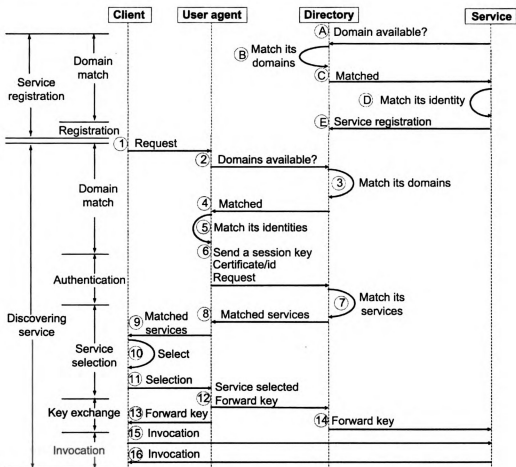 Client User agent Directory Service
A Domain available?
B Match its
domains
C Matched
D Match its identity
E Service registration
Service
registration
Domain
match
Registration
1 Request
2 Domains available?
3 Match its domains
4 Matched
5 Match its identities
6 Send a session key
Certificate/id
Request
7 Match its
services
8 Matched services
9 Matched
services
10 Select
11 Selection
12 Service selected
Forward key
13 Forward key
14 Forward key
15 Invocation
16 Invocation
Discovering
service
Domain
match
Authentication
Service
selection
Key exchange
Invocation